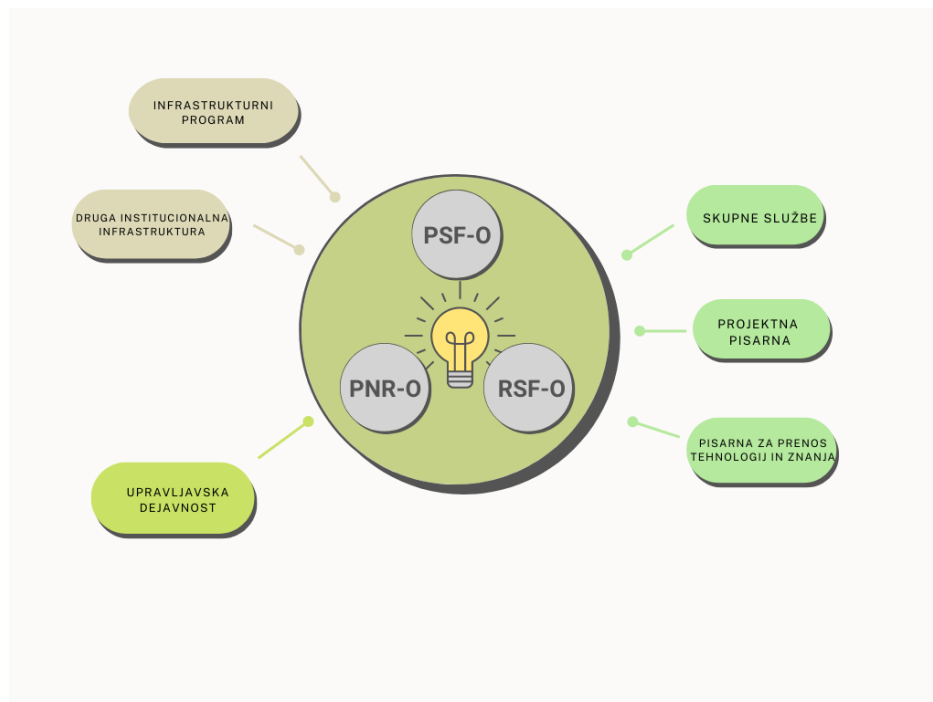 INFRASTRUKTURNI
PROGRAM
DRUGA INSTITUCIONALNA
INFRASTRUKTURA
UPRAVLJAVSKA
DEJAVNOST
PSF-O
PNR-O
RSF-O
SKUPNE SLUŽBE
PROJEKTNA
PISARNA
PISARNA ZA PRENOS
TEHNOLOGIJ IN ZNANJA